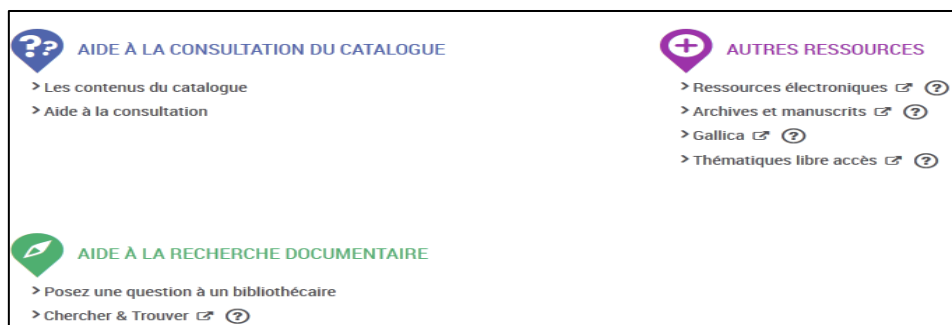 AIDE À LA CONSULTATION DU CATALOGUE
> Les contenus du catalogue
> Aide à la consultation
AUTRES RESSOURCES
> Ressources électroniques
> Archives et manuscrits
> Gallica
> Thématiques libre accès
AIDE À LA RECHERCHE DOCUMENTAIRE
> Posez une question à un bibliothécaire
> Chercher & Trouver